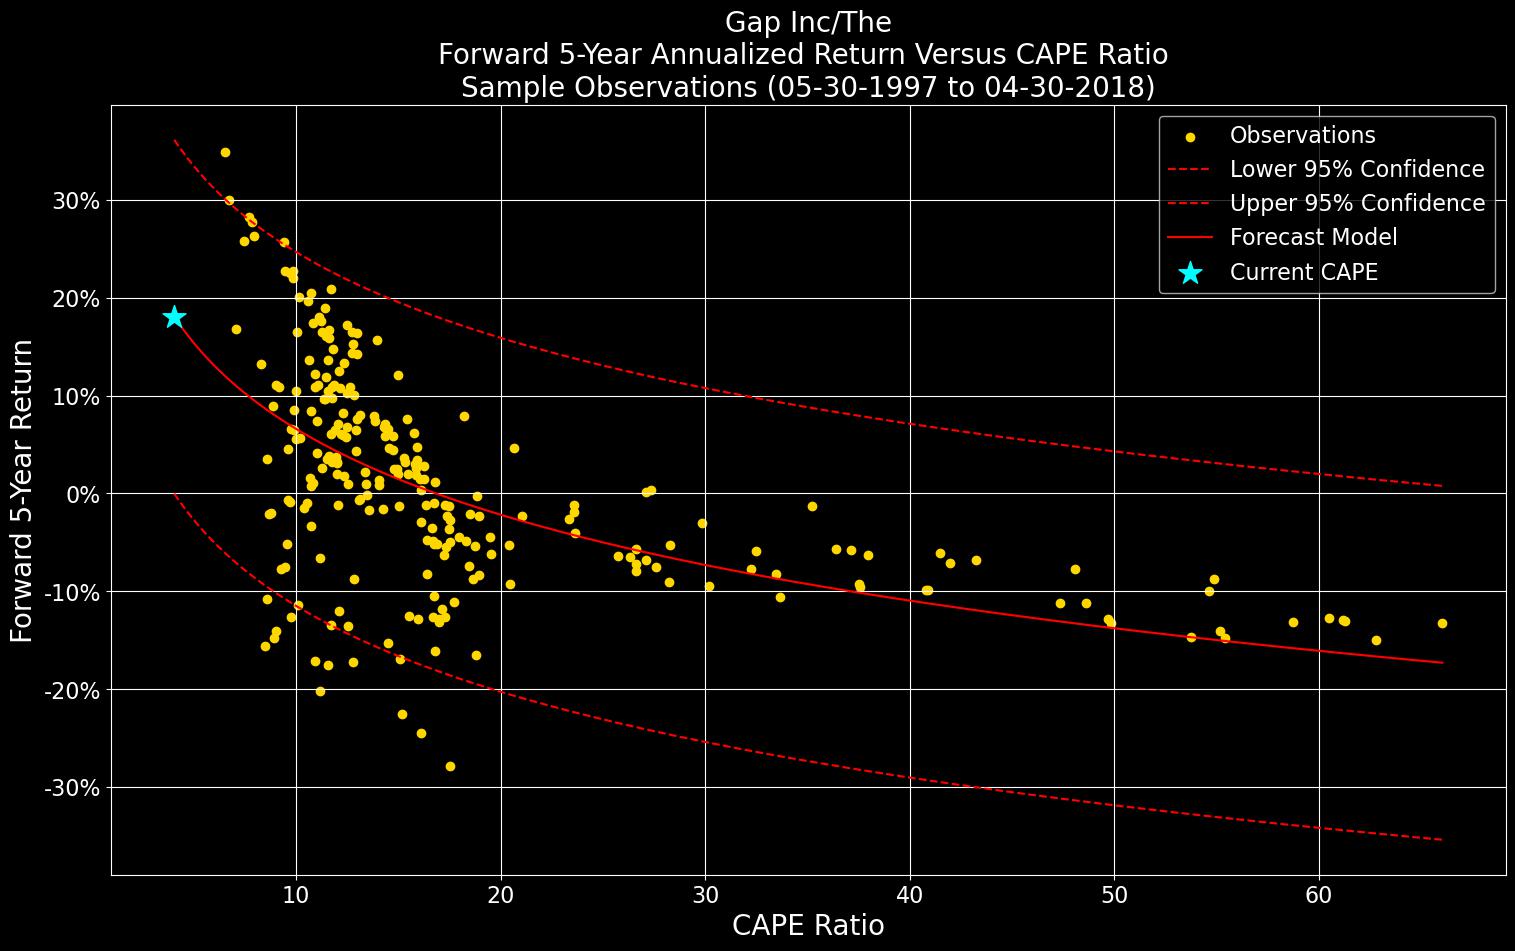 Gap Inc/The
Forward 5-Year Annualized Return Versus CAPE Ratio
Sample Observations (05-30-1997 to 04-30-2018)
Observations
Lower 95% Confidence
Upper 95% Confidence
Forecast Model
Current CAPE
Forward 5-Year Return
30%
20%
10%
0%
-10%
-20%
-30%
10 20 30 40 50 60
CAPE Ratio